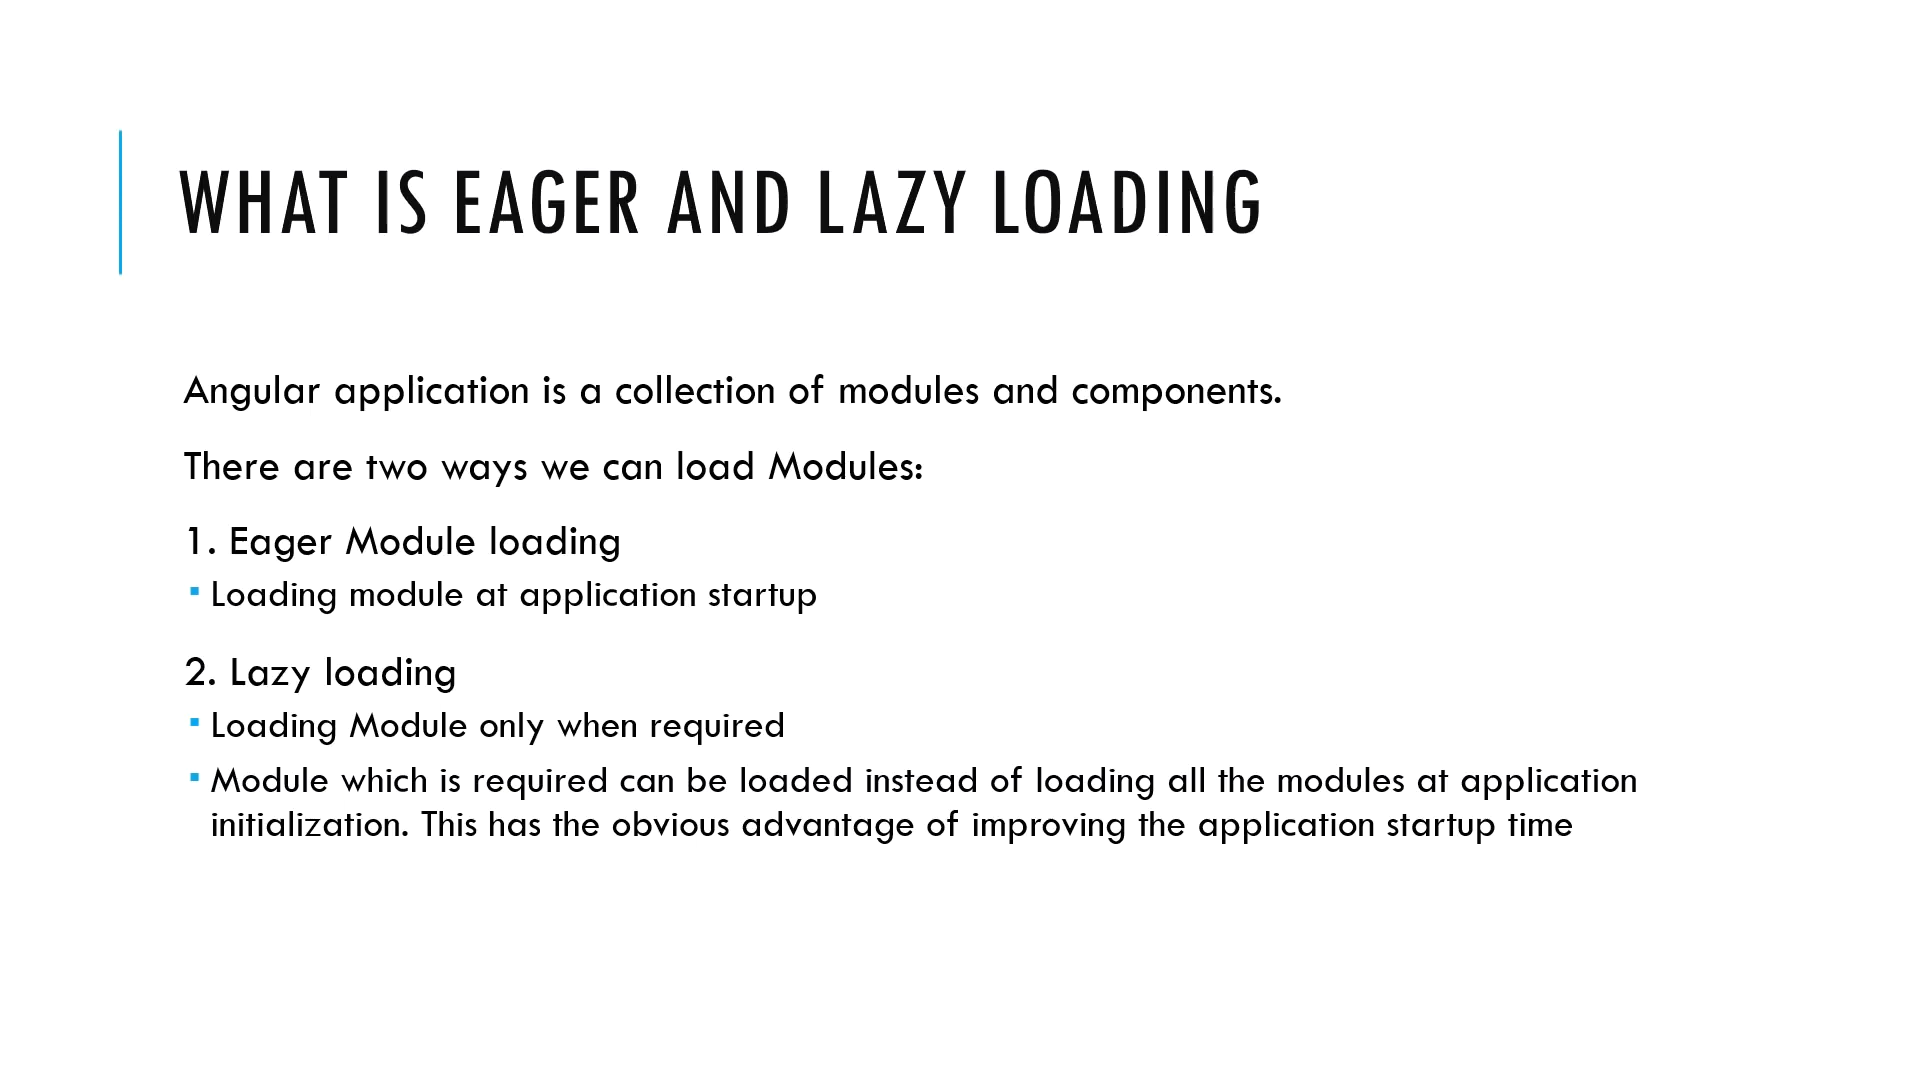 WHAT IS EAGER AND LAZY LOADING
Angular application is a collection of modules and components.
There are two ways we can load Modules:
1. Eager Module loading
▪ Loading module at application startup
2. Lazy loading
▪ Loading Module only when required
▪ Module which is required can be loaded instead of loading all the modules at application
initialization. This has the obvious advantage of improving the application startup time